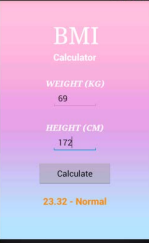 BMI
Calculator
WEIGHT (KG)
69
HEIGHT (CM)
172
Calculate
23.32 - Normal